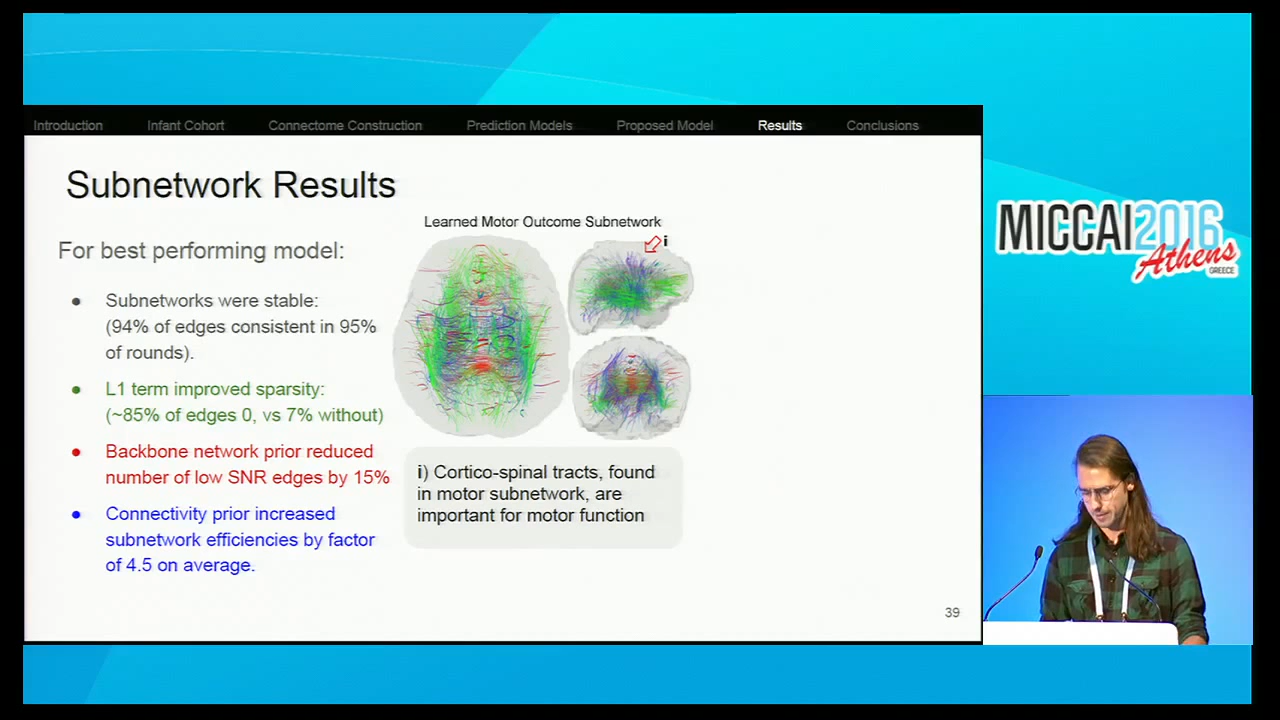 Introduction Infant Cohort Connectome Construction Prediction Models Proposed Model Results Conclusions
Subnetwork Results
For best performing model:
● Subnetworks were stable:
(94% of edges consistent in 95%
of rounds).
● L1 term improved sparsity:
(~85% of edges 0, vs 7% without)
● Backbone network prior reduced
number of low SNR edges by 15%
● Connectivity prior increased
subnetwork efficiencies by factor
of 4.5 on average.
Learned Motor Outcome Subnetwork
i
i) Cortico-spinal tracts, found
in motor subnetwork, are
important for motor function
39
MICCAI2016
Athens
GREECE